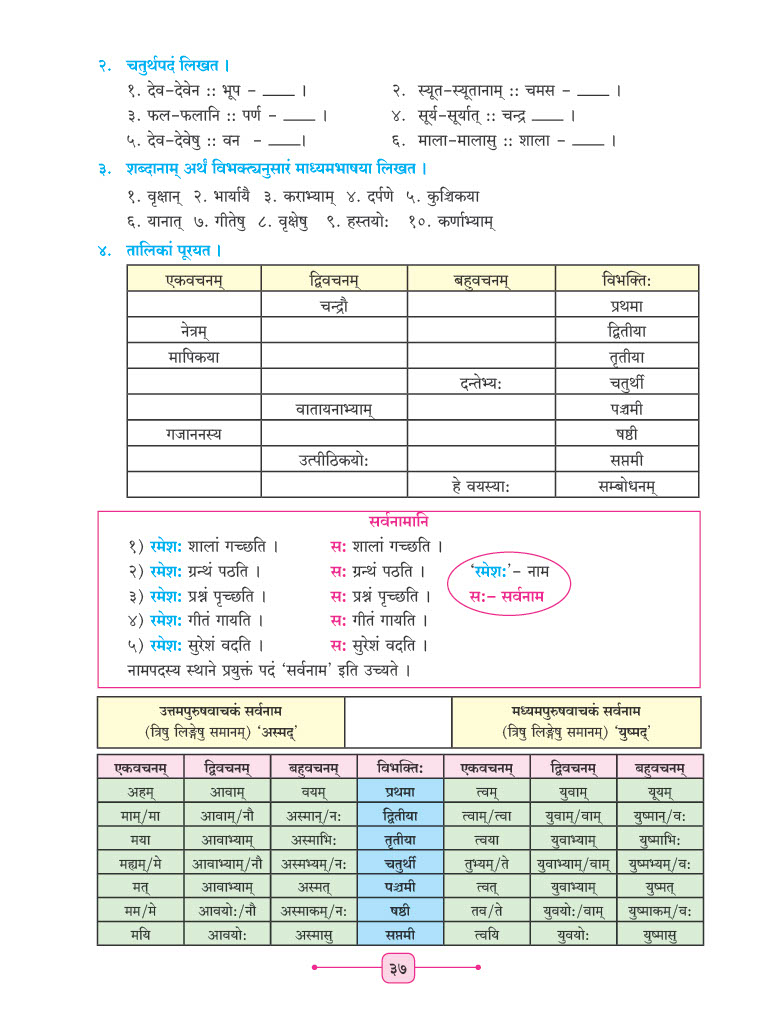 २. चतुर्थपदं लिखत ।
१. देव-देवेन :: भूप - ____ । २. स्यूत-स्यूतानाम् :: चमस - ____ ।
३. फल-फलानि :: पर्ण - ____ । ४. सूर्य-सूर्यात् :: चन्द्र ____ ।
५. देव-देवेषु :: वन - ____। ६. माला-मालासु :: शाला - ____ ।
३. शब्दानाम् अर्थं विभक्त्यनुसारं माध्यमभाषया लिखत ।
१. वृक्षान् २. भार्यायै ३. कराभ्याम् ४. दर्पणे ५. कुञ्चिकया
६. यानात् ७. गीतेषु ८. वृक्षेषु ९. हस्तयोः १०. कर्णाभ्याम्
४. तालिकां पूरयत ।
एकवचनम् द्विवचनम् बहुवचनम् विभक्तिः
चन्द्रौ प्रथमा
नेत्रम् द्वितीया
मापिकया तृतीया
दन्तेभ्यः चतुर्थी
वातायनाभ्याम् पञ्चमी
गजाननस्य षष्ठी
उत्पीठिकयोः सप्तमी
हे वयस्याः सम्बोधनम्
सर्वनामानि
१) रमेशः शालां गच्छति । सः शालां गच्छति ।
२) रमेशः ग्रन्थं पठति । सः ग्रन्थं पठति । ‘रमेशः’- नाम
३) रमेशः प्रश्नं पृच्छति । सः प्रश्नं पृच्छति । सः- सर्वनाम
४) रमेशः गीतं गायति । सः गीतं गायति ।
५) रमेशः सुरेशं वदति । सः सुरेशं वदति ।
नामपदस्य स्थाने प्रयुक्तं पदं ‘सर्वनाम’ इति उच्यते ।
उत्तमपुरुषवाचकं सर्वनाम मध्यमपुरुषवाचकं सर्वनाम
(त्रिषु लिङ्गेषु समानम्) ‘अस्मद्’ (त्रिषु लिङ्गेषु समानम्) ‘युष्मद्’
एकवचनम् द्विवचनम् बहुवचनम् विभक्तिः एकवचनम् द्विवचनम् बहुवचनम्
अहम् आवाम् वयम् प्रथमा त्वम् युवाम् यूयम्
माम्/मा आवाम्/नौ अस्मान्/नः द्वितीया त्वाम्/त्वा युवाम्/वाम् युष्मान्/वः
मया आवाभ्याम् अस्माभिः तृतीया त्वया युवाभ्याम् युष्माभिः
मह्यम्/मे आवाभ्याम्/नौ अस्मभ्यम्/नः चतुर्थी तुभ्यम्/ते युवाभ्याम्/वाम् युष्मभ्यम्/वः
मत् आवाभ्याम् अस्मत् पञ्चमी त्वत् युवाभ्याम् युष्मत्
मम/मे आवयोः/नौ अस्माकम्/नः षष्ठी तव/ते युवयोः/वाम् युष्माकम्/वः
मयि आवयोः अस्मासु सप्तमी त्वयि युवयोः युष्मासु
३७